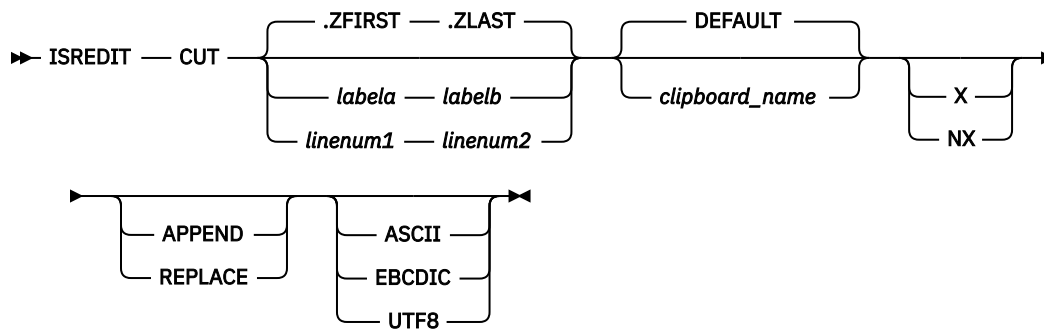 .ZFIRST .ZLAST DEFAULT
ISREDIT CUT
labela labelb clipboard_name X
linenum1 linenum2 NX
APPEND ASCII
REPLACE EBCDIC
UTF8